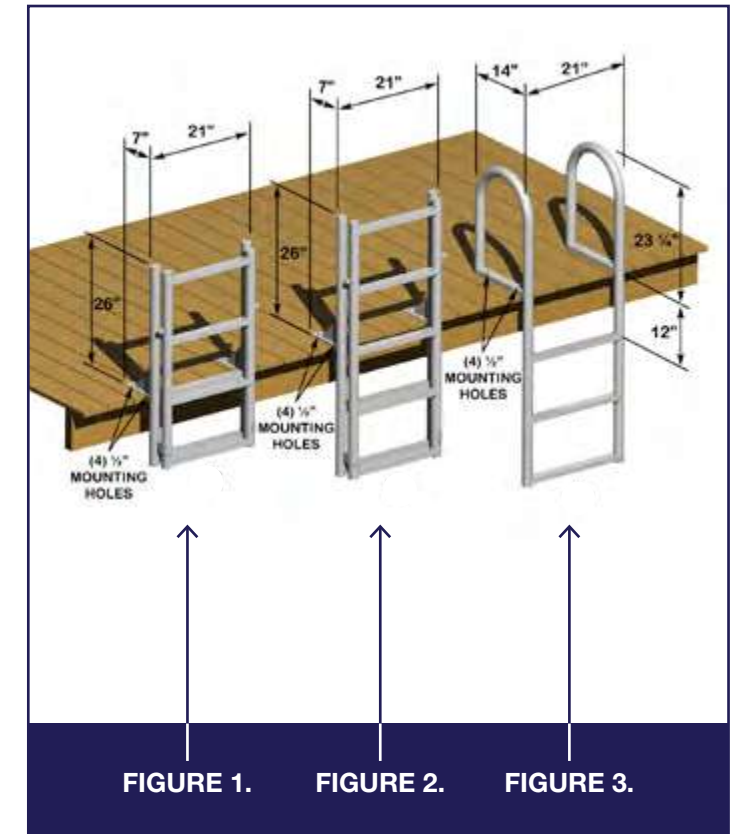 7"
21"
26"
(4) ½"
MOUNTING
HOLES
7"
21"
26"
(4) ½"
MOUNTING
HOLES
14"
21"
23 ¼"
12"
(4) ½"
MOUNTING
HOLES
FIGURE 1.
FIGURE 2.
FIGURE 3.